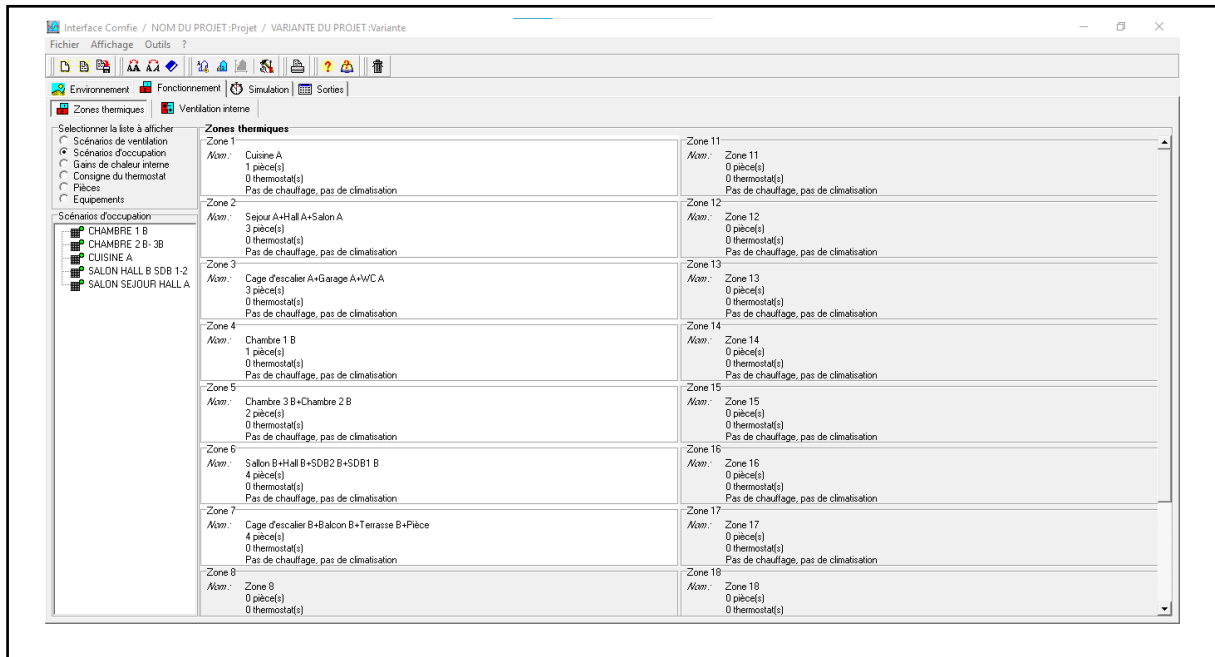 Interface Comfie / NOM DU PROJET :Projet / VARIANTE DU PROJET :Variante
Fichier Affichage Outils ?
Environnement Fonctionnement Simulation Sorties
Zones thermiques Ventilation interne
Selectionner la liste à afficher
Scénarios de ventilation
Scénarios d'occupation
Gains de chaleur interne
Consigne du thermostat
Pièces
Equipements
Scénarios d'occupation
CHAMBRE 1 B
CHAMBRE 2 B- 3B
CUISINE A
SALON HALL B SDB 1-2
SALON SEJOUR HALL A
Zones thermiques
Zone 1
Nom : Cuisine A
1 pièce(s)
0 thermostat(s)
Pas de chauffage, pas de climatisation
Zone 2
Nom : Sejour A+Hall A+Salon A
3 pièce(s)
0 thermostat(s)
Pas de chauffage, pas de climatisation
Zone 3
Nom : Cage d'escalier A+Garage A+WC A
3 pièce(s)
0 thermostat(s)
Pas de chauffage, pas de climatisation
Zone 4
Nom : Chambre 1 B
1 pièce(s)
0 thermostat(s)
Pas de chauffage, pas de climatisation
Zone 5
Nom : Chambre 3 B+Chambre 2 B
2 pièce(s)
0 thermostat(s)
Pas de chauffage, pas de climatisation
Zone 6
Nom : Sallon B+Hall B+SDB2 B+SDB1 B
4 pièce(s)
0 thermostat(s)
Pas de chauffage, pas de climatisation
Zone 7
Nom : Cage d'escalier B+Balcon B+Terrasse B+Pièce
4 pièce(s)
0 thermostat(s)
Pas de chauffage, pas de climatisation
Zone 8
Nom : Zone 8
0 pièce(s)
0 thermostat(s)
Zone 11
Nom : Zone 11
0 pièce(s)
0 thermostat(s)
Pas de chauffage, pas de climatisation
Zone 12
Nom : Zone 12
0 pièce(s)
0 thermostat(s)
Pas de chauffage, pas de climatisation
Zone 13
Nom : Zone 13
0 pièce(s)
0 thermostat(s)
Pas de chauffage, pas de climatisation
Zone 14
Nom : Zone 14
0 pièce(s)
0 thermostat(s)
Pas de chauffage, pas de climatisation
Zone 15
Nom : Zone 15
0 pièce(s)
0 thermostat(s)
Pas de chauffage, pas de climatisation
Zone 16
Nom : Zone 16
0 pièce(s)
0 thermostat(s)
Pas de chauffage, pas de climatisation
Zone 17
Nom : Zone 17
0 pièce(s)
0 thermostat(s)
Pas de chauffage, pas de climatisation
Zone 18
Nom : Zone 18
0 pièce(s)
0 thermostat(s)